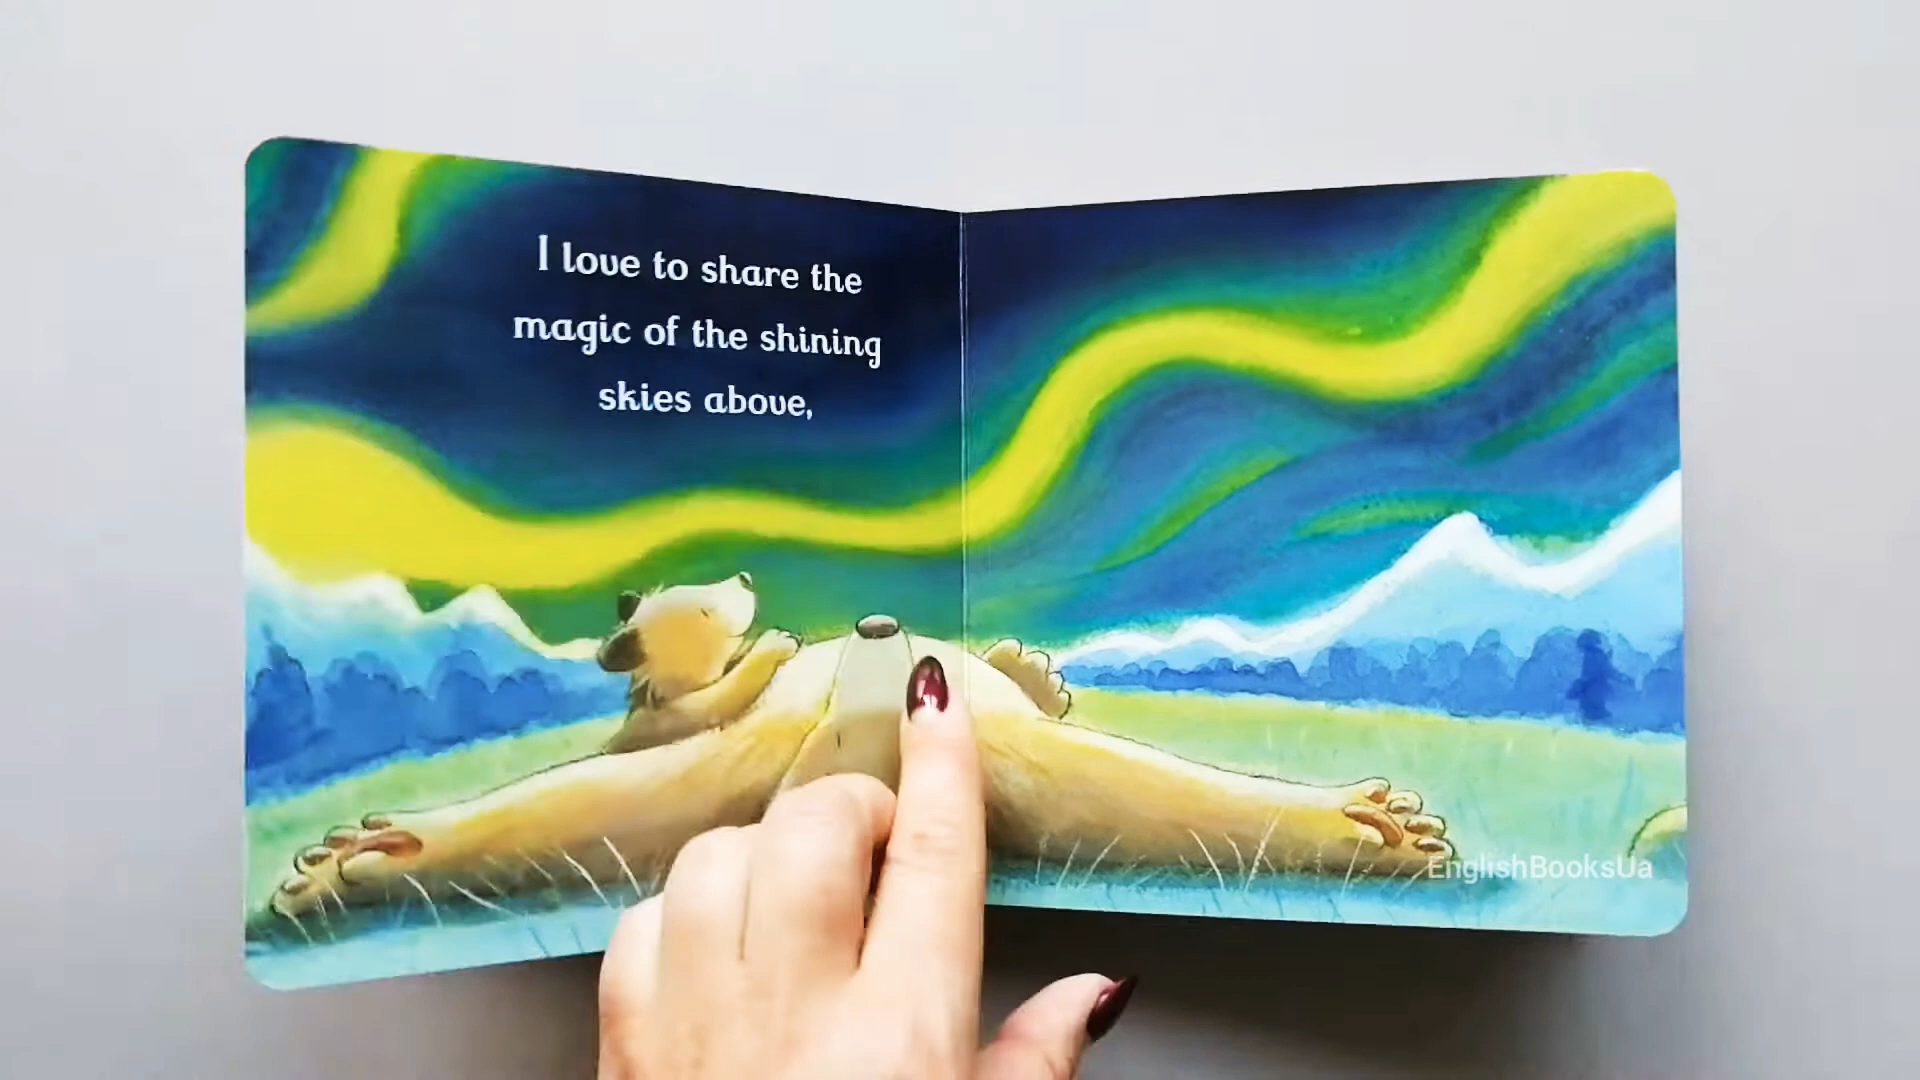 I love to share the
magic of the shining
skies above,
EnglishBooksUa